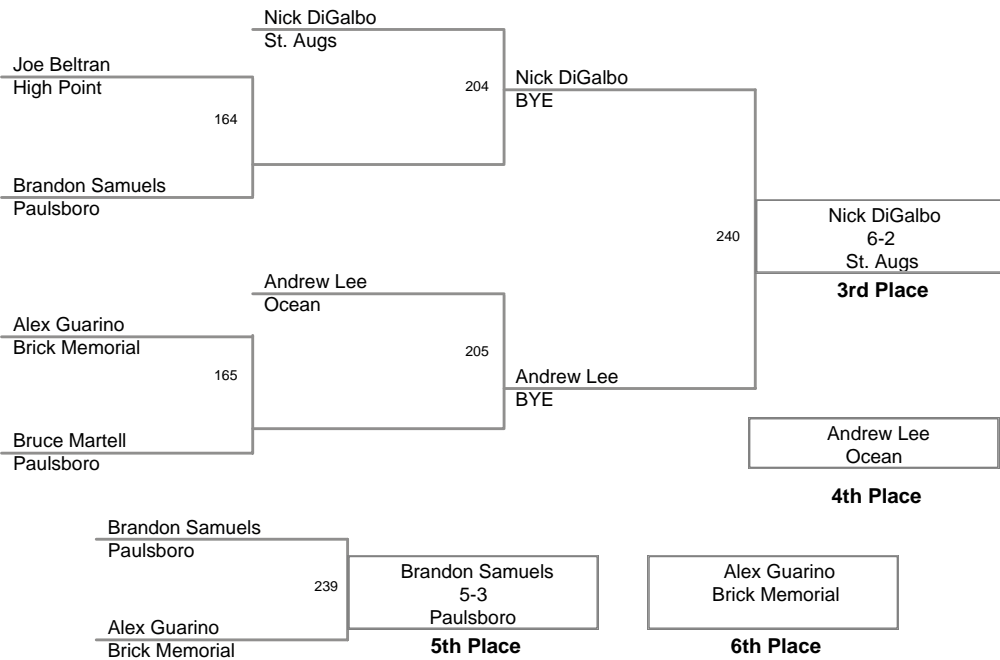 Nick DiGalbo
St. Augs
Joe Beltran
High Point
204
Nick DiGalbo
BYE
164
Brandon Samuels
Paulsboro
Nick DiGalbo
6-2
St. Augs
3rd Place
240
Andrew Lee
Ocean
Alex Guarino
Brick Memorial
205
165
Andrew Lee
BYE
Bruce Martell
Paulsboro
Andrew Lee
Ocean
4th Place
Brandon Samuels
Paulsboro
239
Alex Guarino
Brick Memorial
Brandon Samuels
5-3
Paulsboro
5th Place
Alex Guarino
Brick Memorial
6th Place